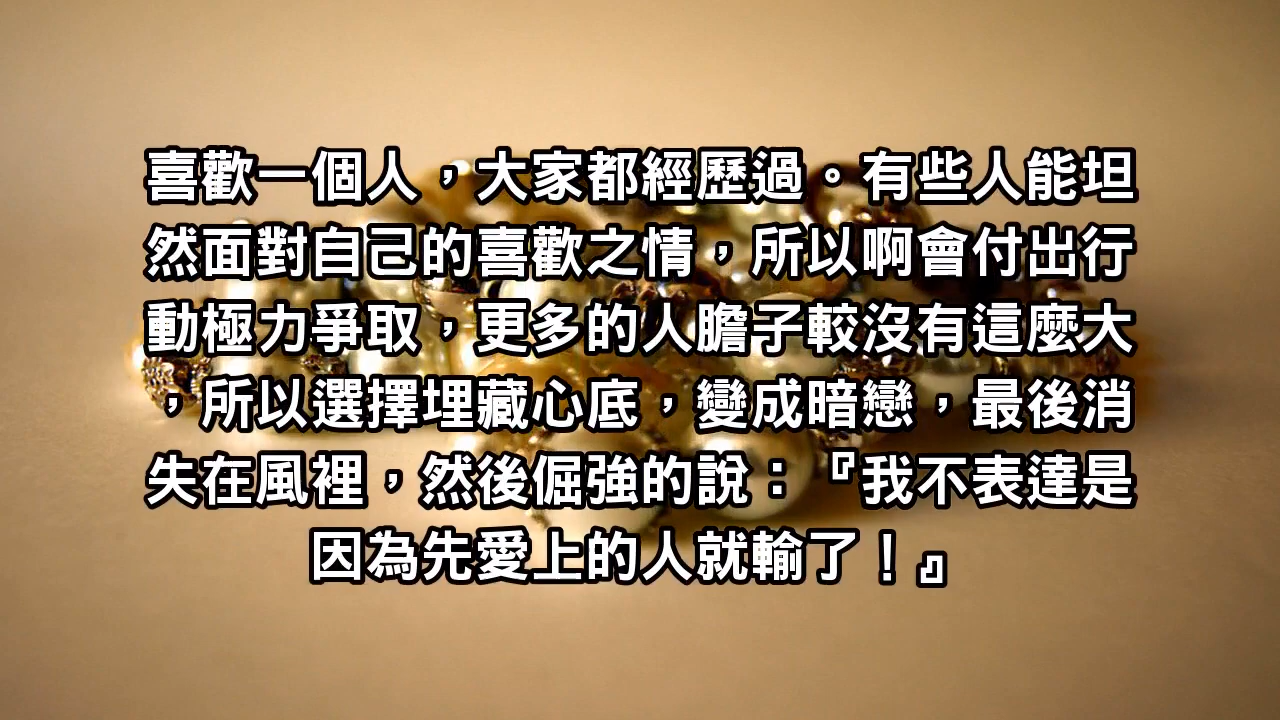 喜歡一個人，大家都經歷過。有些人能坦
然面對自己的喜歡之情，所以啊會付出行
動極力爭取，更多的人膽子較沒有這麼大
，所以選擇埋藏心底，變成暗戀，最後消
失在風裡，然後倔強的說：『我不表達是
因為先愛上的人就輸了！』